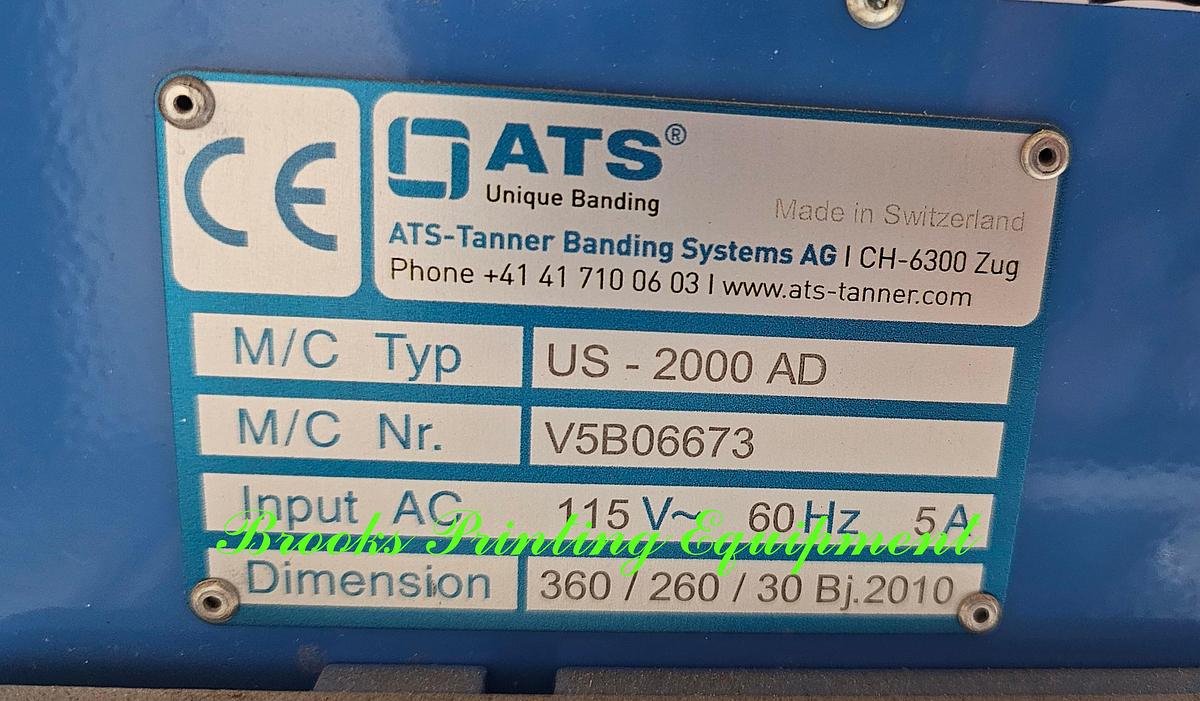 CE
ATS®
Unique Banding
Made in Switzerland
ATS-Tanner Banding Systems AG | CH-6300 Zug
Phone +41 41 710 06 03 | www.ats-tanner.com
M/C Typ US - 2000 AD
M/C Nr. V5B06673
Input AC 115 V~ 60 Hz 5 A
Brooks Printing Equipment
Dimension 360 / 260 / 30 Bj.2010